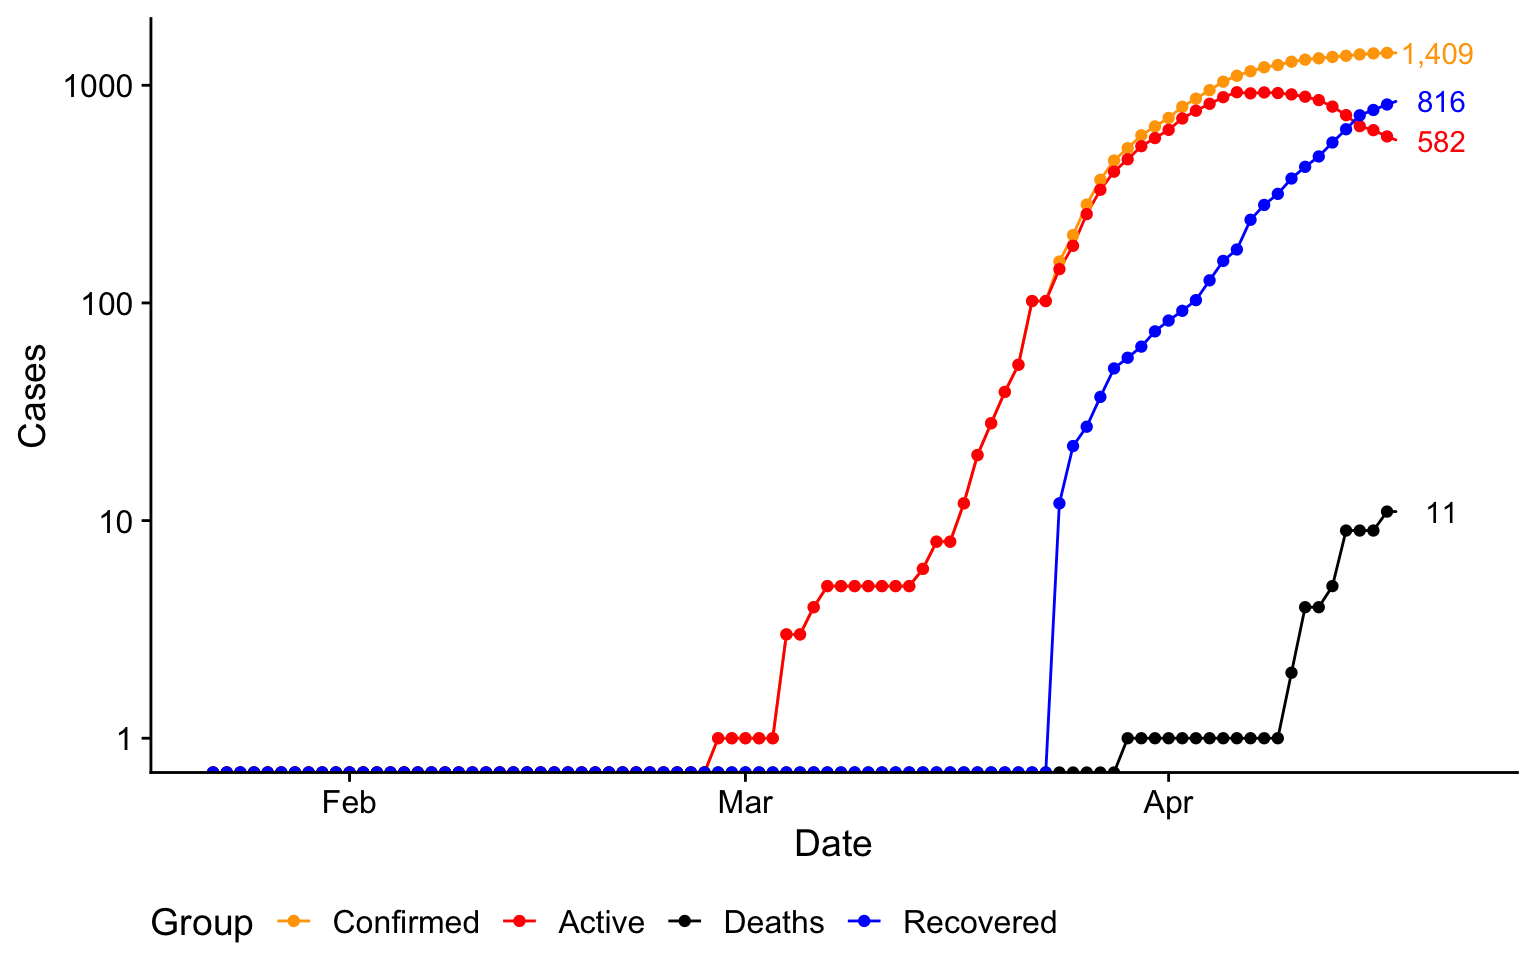 1000
100
10
1
Cases
1,409
816
582
11
Feb Mar Apr
Date
Group Confirmed Active Deaths Recovered